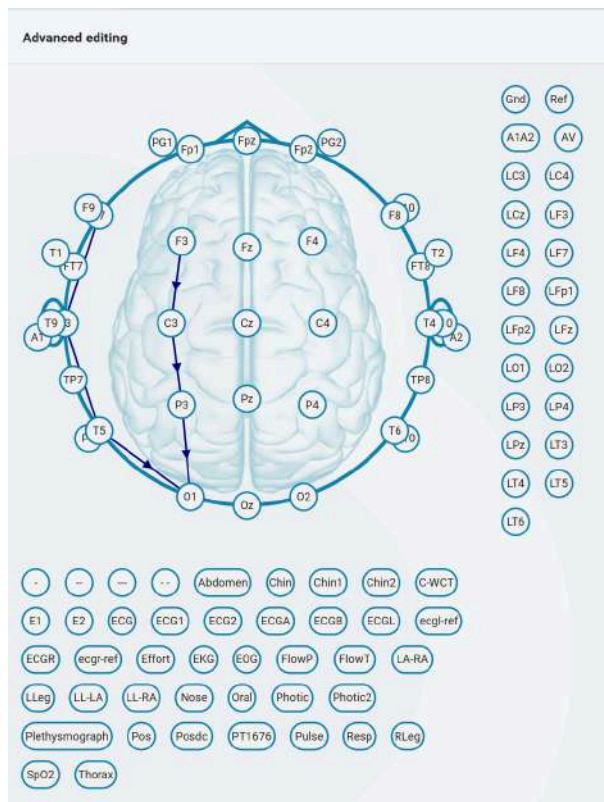 Advanced editing
Gnd Ref
PG1 Fp1 Fpz Fp2 PG2
A1A2 AV
LC3 LC4
F9 7 F8 10
LCz LF3
F3 Fz F4
T1 FT7 FT8 T2
LF4 LF7
LF8 LFp1
A1 T9 3 C3 Cz C4 T4 0 A2
LFp2 LFz
TP7 TP8
LO1 LO2
P3 Pz P4
LP3 LP4
P T5 T6 0
LPz LT3
LT4 LT5
O1 Oz O2
LT6
- -- --- - - Abdomen Chin Chin1 Chin2 C-WCT
E1 E2 ECG ECG1 ECG2 ECGA ECGB ECGL ecgl-ref
ECGR ecgr-ref Effort EKG EOG FlowP FlowT LA-RA
LLeg LL-LA LL-RA Nose Oral Photic Photic2
Plethysmograph Pos Posdc PT1676 Pulse Resp RLeg
SpO2 Thorax